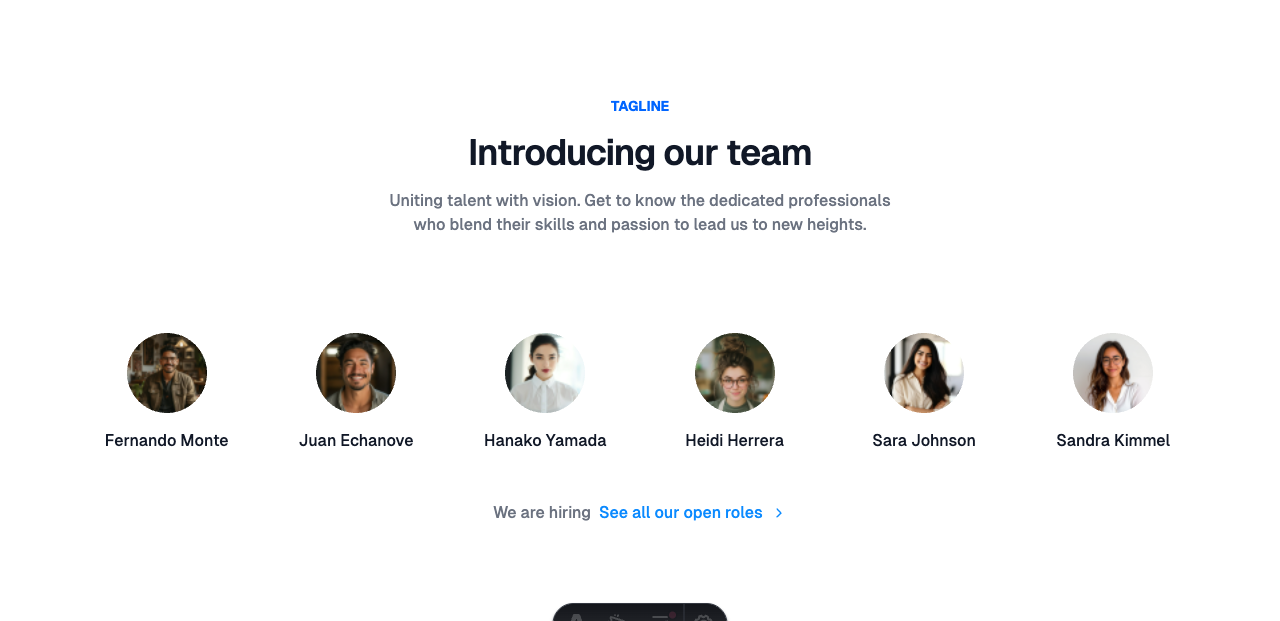 TAGLINE
Introducing our team
Uniting talent with vision. Get to know the dedicated professionals
who blend their skills and passion to lead us to new heights.
Fernando Monte
Juan Echanove
Hanako Yamada
Heidi Herrera
Sara Johnson
Sandra Kimmel
We are hiring See all our open roles